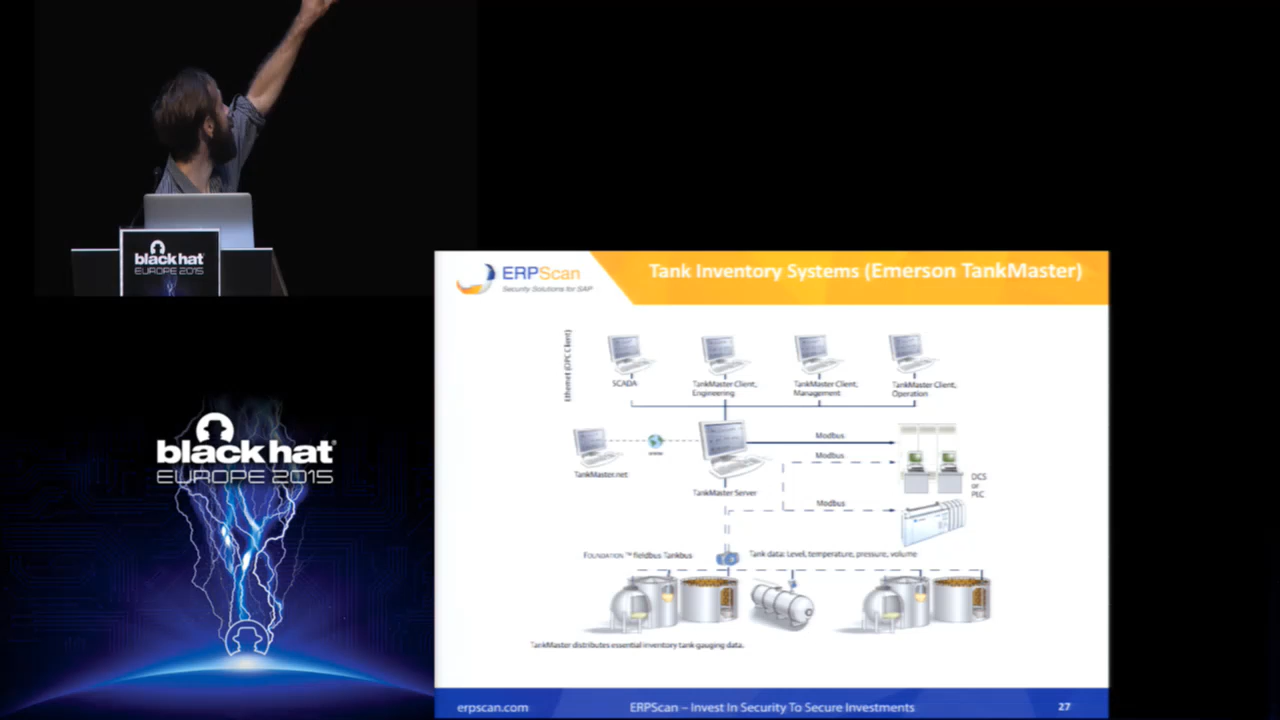 black hat
EUROPE 2015
ERPScan
Security Solutions for SAP
Tank Inventory Systems (Emerson TankMaster)
Ethernet (OPC Client)
SCADA
TankMaster Client,
Engineering
TankMaster Client,
Management
TankMaster Client,
Operation
TankMaster.net
www
TankMaster Server
Modbus
Modbus
Modbus
DCS
or
PLC
FOUNDATION™ fieldbus Tankbus
Tank data: Level, temperature, pressure, volume
TankMaster distributes essential inventory tank gauging data.
erpscan.com
ERPScan – Invest In Security To Secure Investments
27
black hat
EUROPE 2015